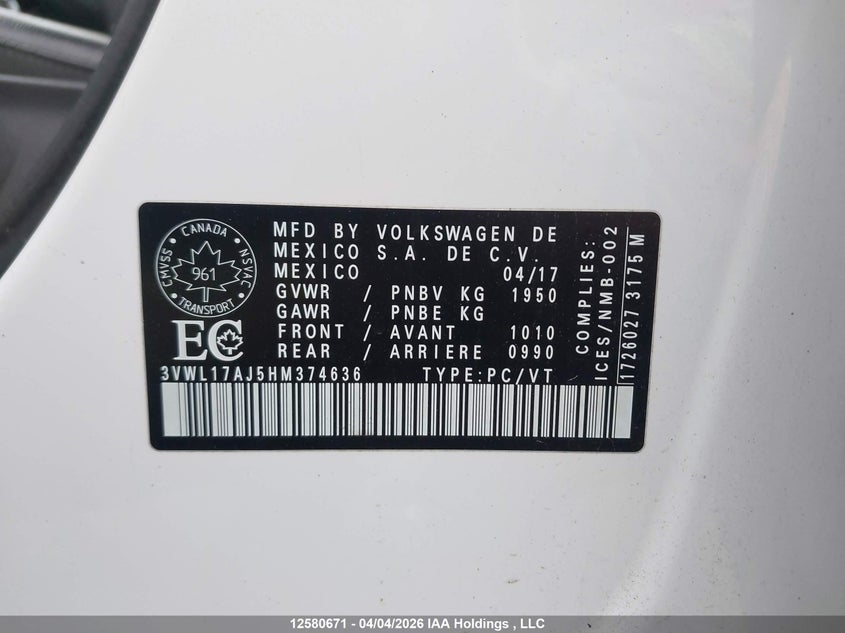 CANADA
CMVSS
NSVAC
961
TRANSPORT
EC
MFD BY VOLKSWAGEN DE
MEXICO S.A. DE C.V.
MEXICO 04/17
GVWR / PNBV KG 1950
GAWR / PNBE KG
FRONT / AVANT 1010
REAR / ARRIERE 0990
3VWL17AJ5HM374636 TYPE:PC/VT
COMPLIES:
ICES/NMB-002
1726027 3175 M
12580671 - 04/04/2026 IAA Holdings , LLC